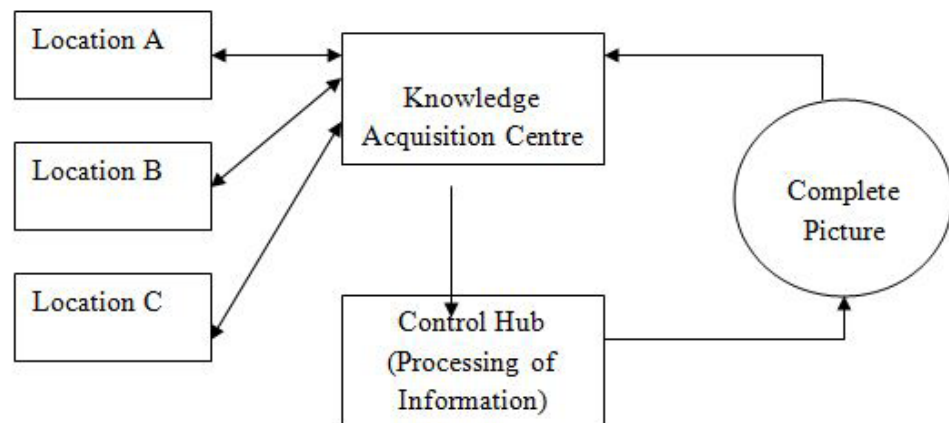 Location A
Knowledge
Acquisition Centre
Location B
Complete
Picture
Location C
Control Hub
(Processing of
Information)